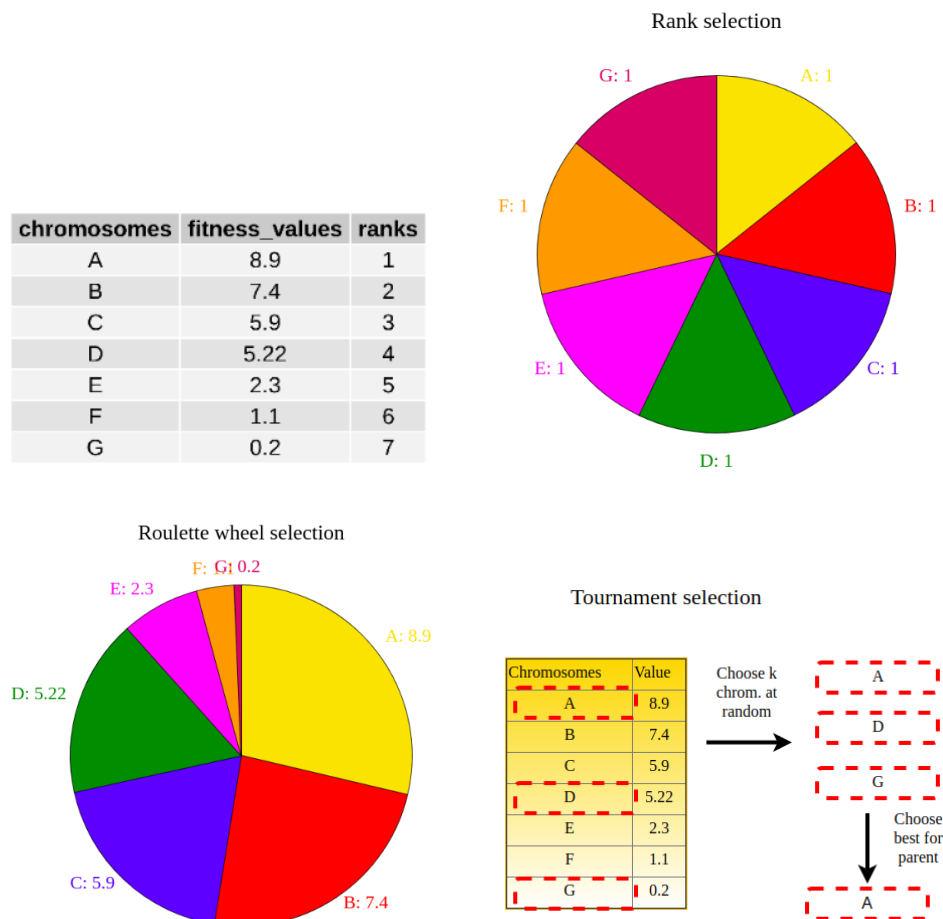 Rank selection
G: 1
A: 1
F: 1
B: 1
E: 1
C: 1
D: 1
chromosomes fitness_values ranks
A 8.9 1
B 7.4 2
C 5.9 3
D 5.22 4
E 2.3 5
F 1.1 6
G 0.2 7
Roulette wheel selection
F: 1.1
G: 0.2
E: 2.3
A: 8.9
D: 5.22
C: 5.9
B: 7.4
Tournament selection
Chromosomes Value
A 8.9
B 7.4
C 5.9
D 5.22
E 2.3
F 1.1
G 0.2
Choose k
chrom. at
random
A
D
G
Choose
best for
parent
A